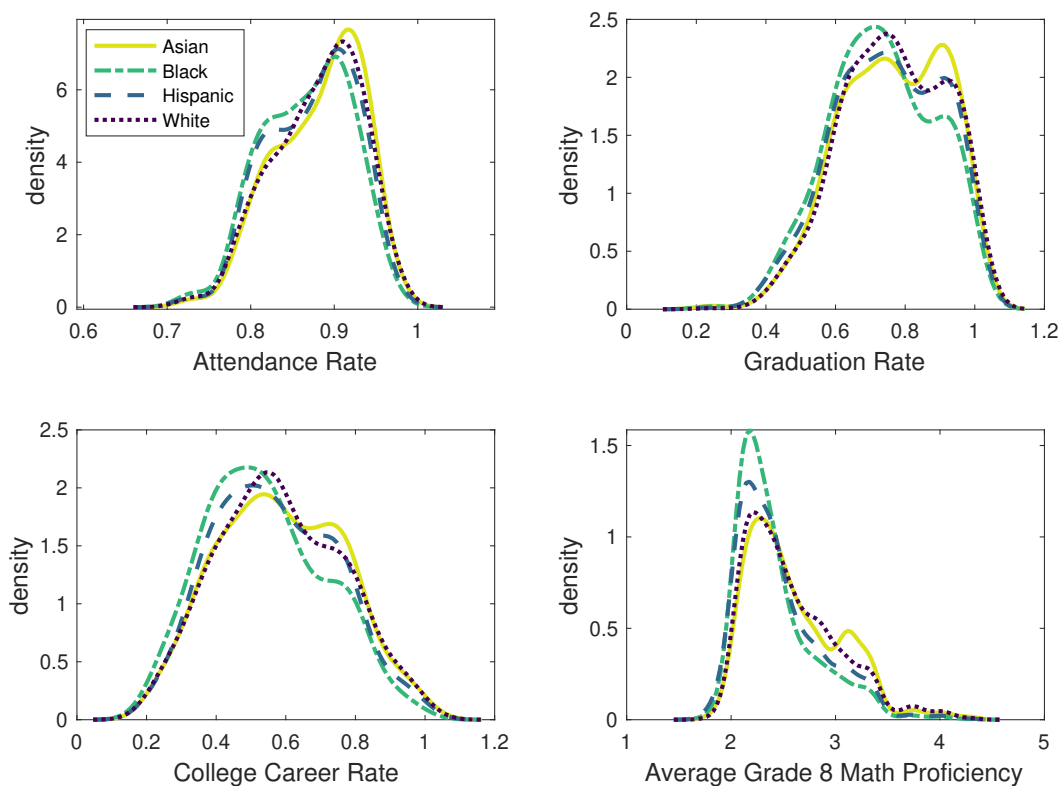 6
4
2
0
density
Asian
Black
Hispanic
White
0.6 0.7 0.8 0.9 1
Attendance Rate
2.5
2
1.5
1
0.5
0
density
0 0.2 0.4 0.6 0.8 1 1.2
Graduation Rate
2.5
2
1.5
1
0.5
0
density
0 0.2 0.4 0.6 0.8 1 1.2
College Career Rate
1.5
1
0.5
0
density
1 2 3 4 5
Average Grade 8 Math Proficiency